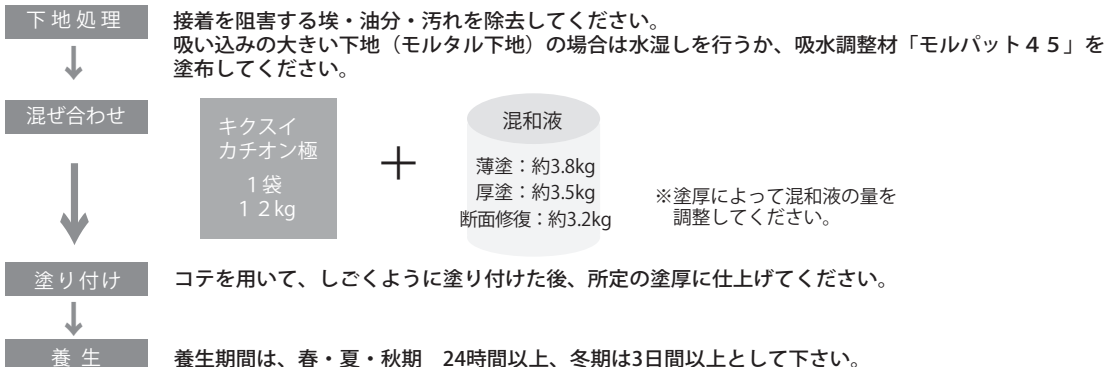 下地処理
接着を阻害する埃・油分・汚れを除去してください。
吸い込みの大きい下地（モルタル下地）の場合は水湿しを行うか、吸水調整材「モルパット４５」を
塗布してください。
混ぜ合わせ
キクスイ
カチオン極
１袋
１２kg
＋
混和液
薄塗：約3.8kg
厚塗：約3.5kg
断面修復：約3.2kg
※塗厚によって混和液の量を
調整してください。
塗り付け
コテを用いて、しごくように塗り付けた後、所定の塗厚に仕上げてください。
養 生
養生期間は、春・夏・秋期　24時間以上、冬期は3日間以上として下さい。